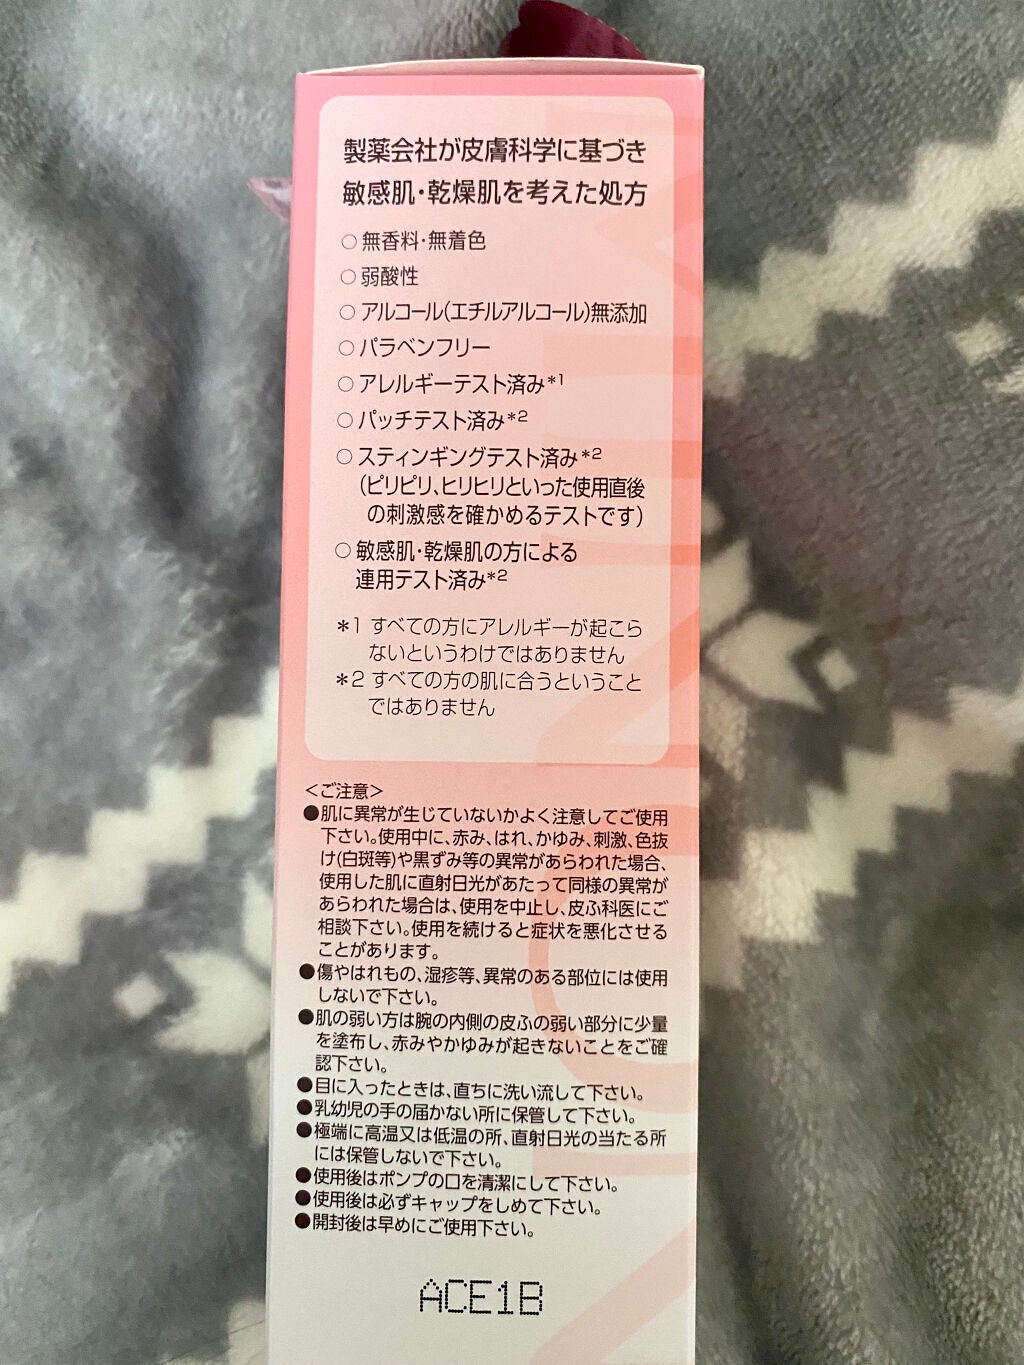 製薬会社が皮膚科学に基づき
敏感肌・乾燥肌を考えた処方
○ 無香料・無着色
○ 弱酸性
○ アルコール(エチルアルコール)無添加
○ パラベンフリー
○ アレルギーテスト済み*1
○ パッチテスト済み*2
○ スティンギングテスト済み*2
(ピリピリ、ヒリヒリといった使用直後
の刺激感を確かめるテストです)
○ 敏感肌・乾燥肌の方による
連用テスト済み*2
*1 すべての方にアレルギーが起こら
ないというわけではありません
*2 すべての方の肌に合うということ
ではありません
<ご注意>
●肌に異常が生じていないかよく注意してご使用
下さい。使用中に、赤み、はれ、かゆみ、刺激、色抜
け(白斑等)や黒ずみ等の異常があらわれた場合、
使用した肌に直射日光があたって同様の異常が
あらわれた場合は、使用を中止し、皮ふ科医にご
相談下さい。使用を続けると症状を悪化させる
ことがあります。
●傷やはれもの、湿疹等、異常のある部位には使用
しないで下さい。
●肌の弱い方は腕の内側の皮ふの弱い部分に少量
を塗布し、赤みやかゆみが起きないことをご確
認下さい。
●目に入ったときは、直ちに洗い流して下さい。
●乳幼児の手の届かない所に保管して下さい。
●極端に高温又は低温の所、直射日光の当たる所
には保管しないで下さい。
●使用後はポンプの口を清潔にして下さい。
●使用後は必ずキャップをしめて下さい。
●開封後は早めにご使用下さい。
ACE1B